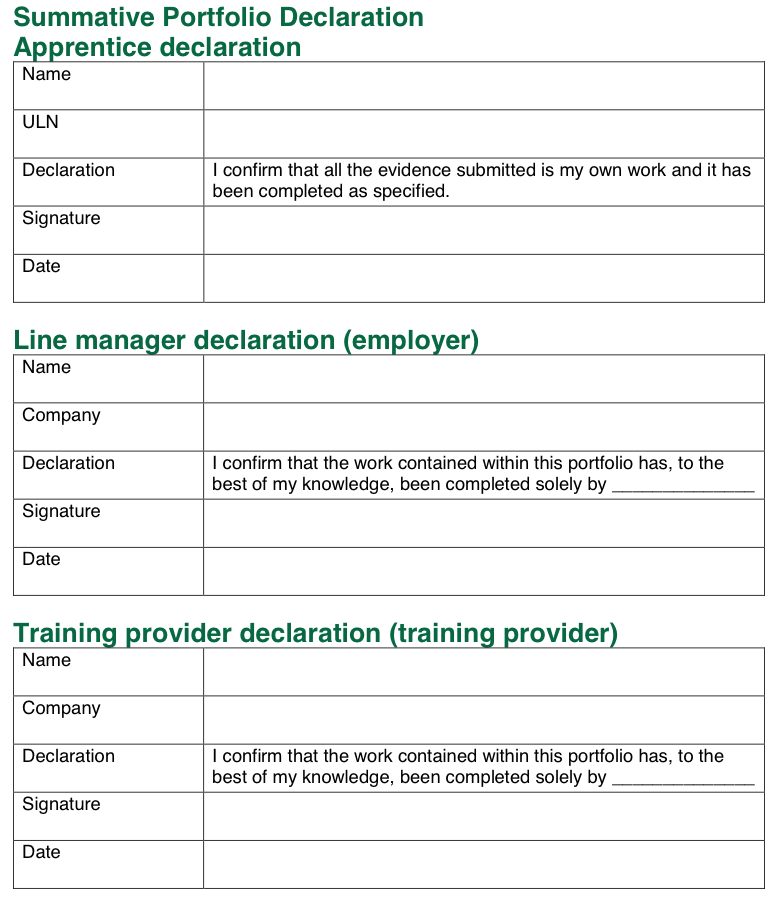 Summative Portfolio Declaration
Apprentice declaration
Name
ULN
Declaration
I confirm that all the evidence submitted is my own work and it has
been completed as specified.
Signature
Date
Line manager declaration (employer)
Name
Company
Declaration
I confirm that the work contained within this portfolio has, to the
best of my knowledge, been completed solely by ______________
Signature
Date
Training provider declaration (training provider)
Name
Company
Declaration
I confirm that the work contained within this portfolio has, to the
best of my knowledge, been completed solely by ______________
Signature
Date